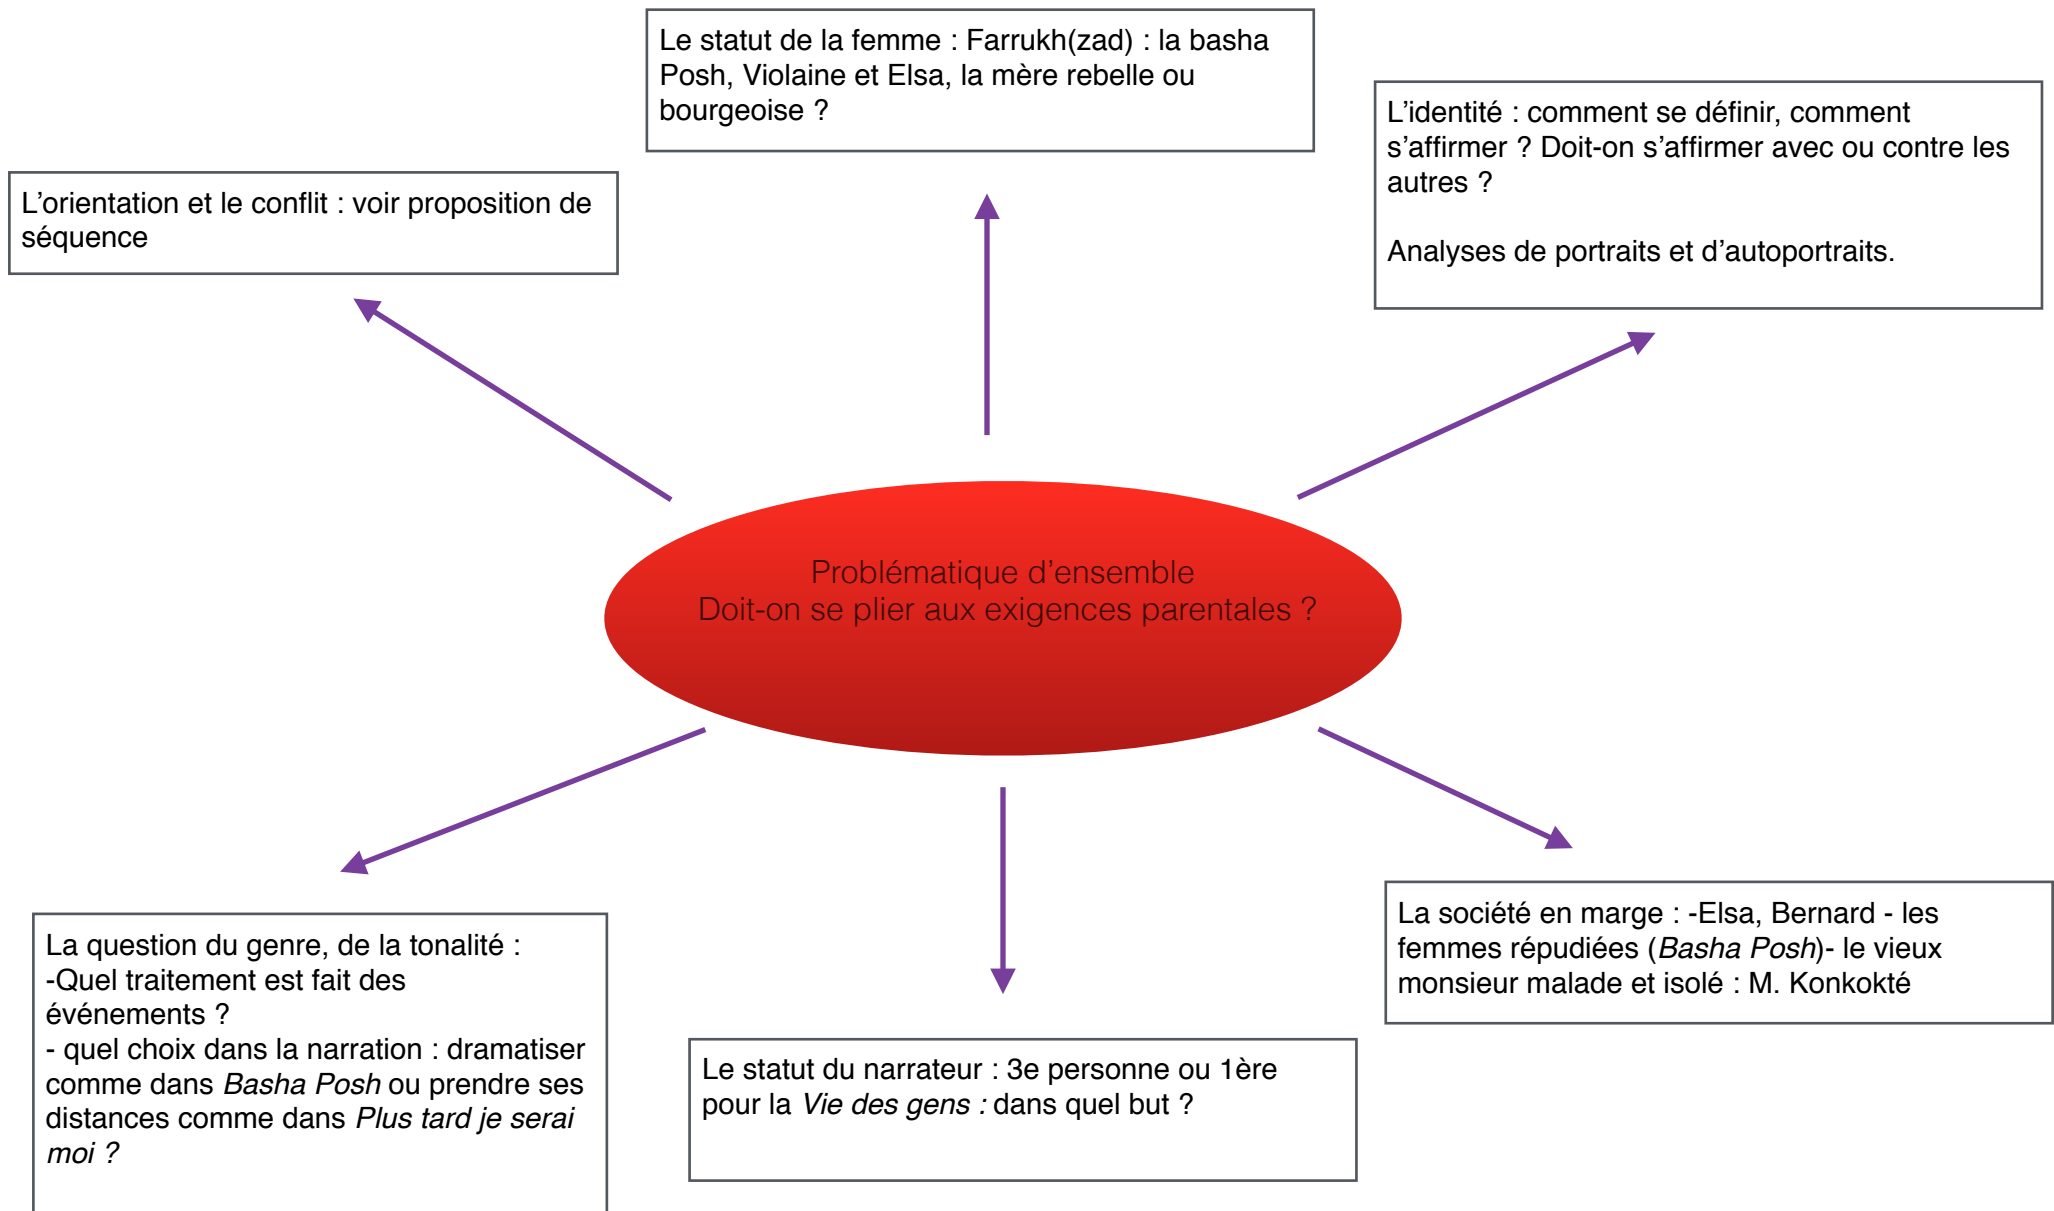 Le statut de la femme : Farrukh(zad) : la basha
Posh, Violaine et Elsa, la mère rebelle ou
bourgeoise ?
L’identité : comment se définir, comment
s’affirmer ? Doit-on s’affirmer avec ou contre les
autres ?
Analyses de portraits et d’autoportraits.
L’orientation et le conflit : voir proposition de
séquence
Problématique d’ensemble
Doit-on se plier aux exigences parentales ?
La question du genre, de la tonalité :
-Quel traitement est fait des
événements ?
- quel choix dans la narration : dramatiser
comme dans Basha Posh ou prendre ses
distances comme dans Plus tard je serai
moi ?
Le statut du narrateur : 3e personne ou 1ère
pour la Vie des gens : dans quel but ?
La société en marge : -Elsa, Bernard - les
femmes répudiées (Basha Posh)- le vieux
monsieur malade et isolé : M. Konkokté